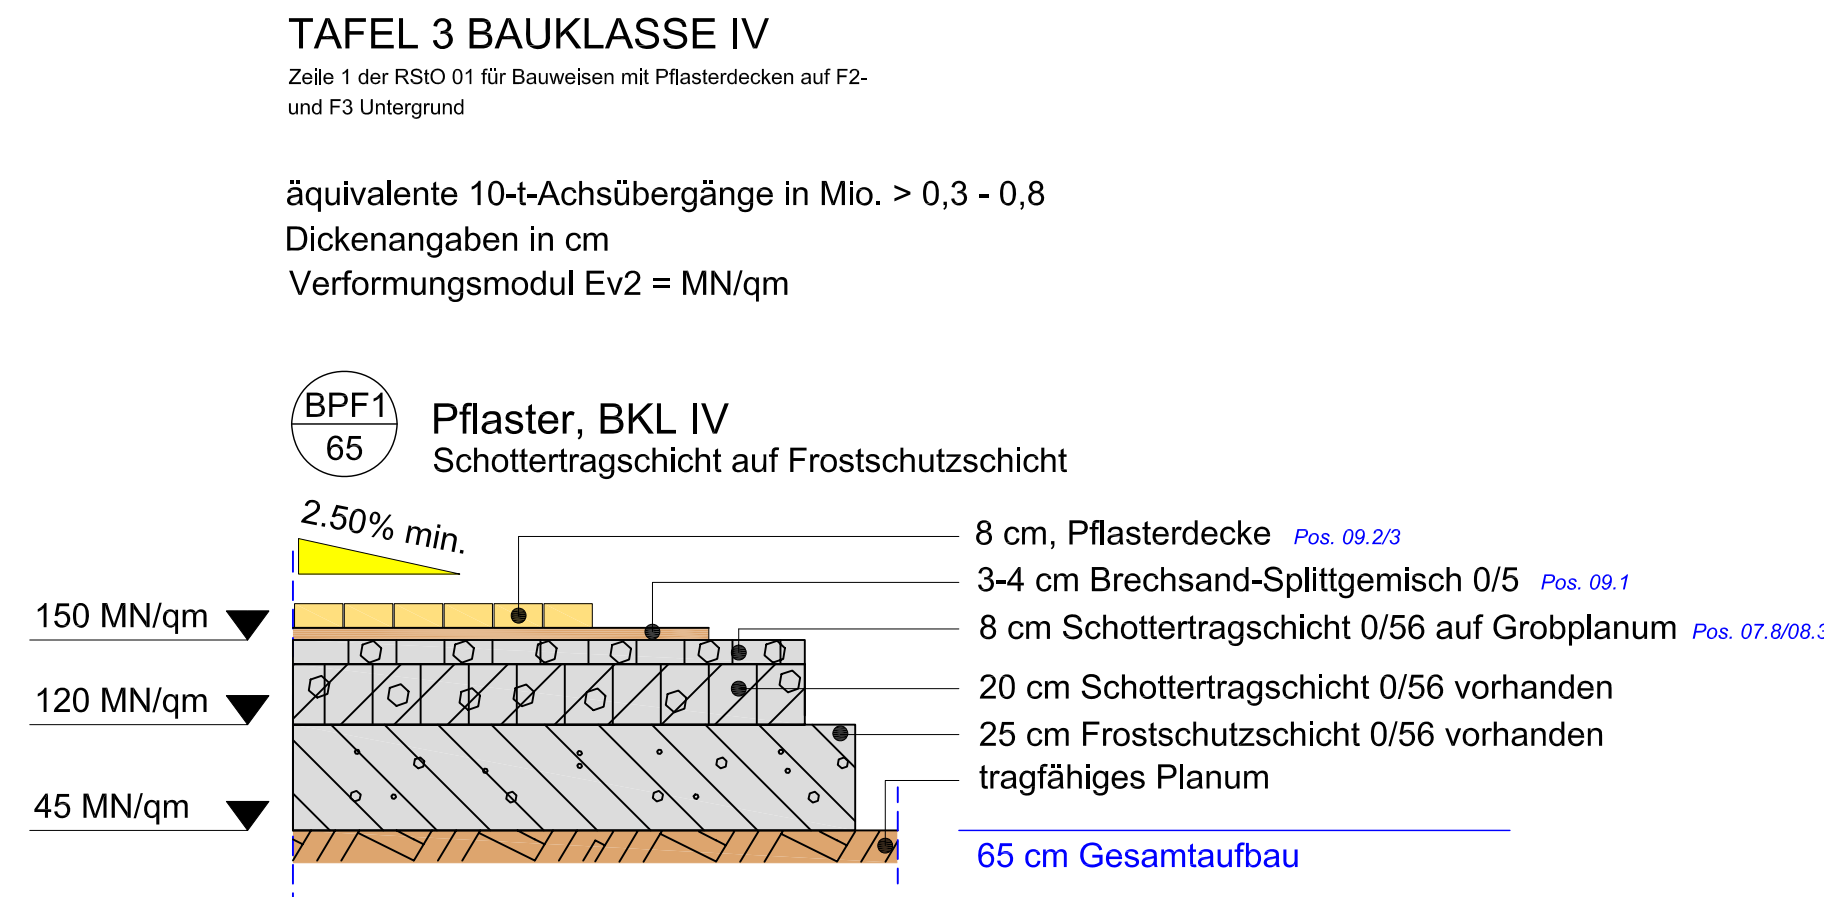 TAFEL 3 BAUKLASSE IV
Zeile 1 der RStO 01 für Bauweisen mit Pflasterdecken auf F2-
und F3 Untergrund
äquivalente 10-t-Achsübergänge in Mio. > 0,3 - 0,8
Dickenangaben in cm
Verformungsmodul Ev2 = MN/qm
BPF1
65
Pflaster, BKL IV
Schottertragschicht auf Frostschutzschicht
2.50% min.
8 cm, Pflasterdecke Pos. 09.2/3
3-4 cm Brechsand-Splittgemisch 0/5 Pos. 09.1
150 MN/qm
8 cm Schottertragschicht 0/56 auf Grobplanum Pos. 07.8/08.3
20 cm Schottertragschicht 0/56 vorhanden
120 MN/qm
25 cm Frostschutzschicht 0/56 vorhanden
tragfähiges Planum
45 MN/qm
65 cm Gesamtaufbau